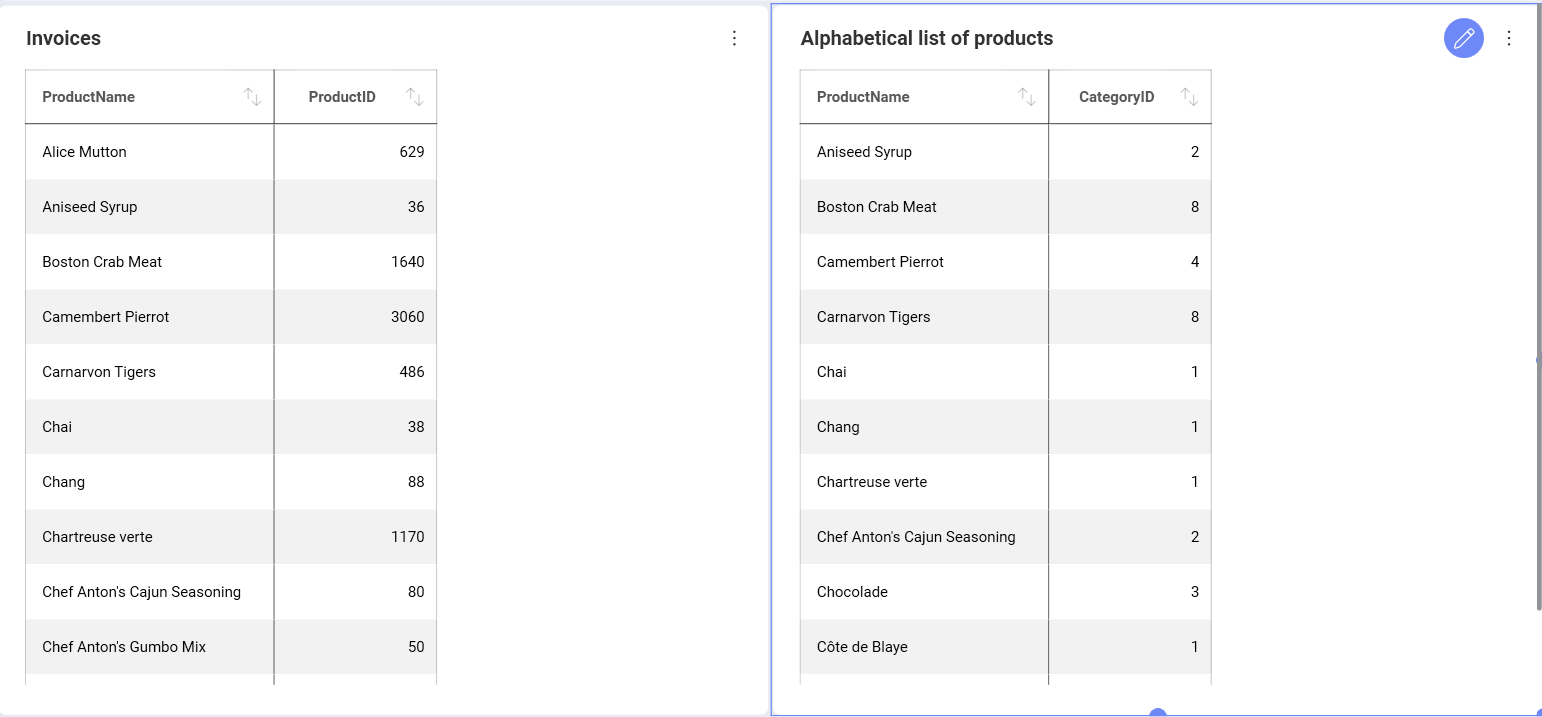 Invoices
ProductName ProductID
Alice Mutton 629
Aniseed Syrup 36
Boston Crab Meat 1640
Camembert Pierrot 3060
Carnarvon Tigers 486
Chai 38
Chang 88
Chartreuse verte 1170
Chef Anton's Cajun Seasoning 80
Chef Anton's Gumbo Mix 50
Alphabetical list of products
ProductName CategoryID
Aniseed Syrup 2
Boston Crab Meat 8
Camembert Pierrot 4
Carnarvon Tigers 8
Chai 1
Chang 1
Chartreuse verte 1
Chef Anton's Cajun Seasoning 2
Chocolade 3
Côte de Blaye 1